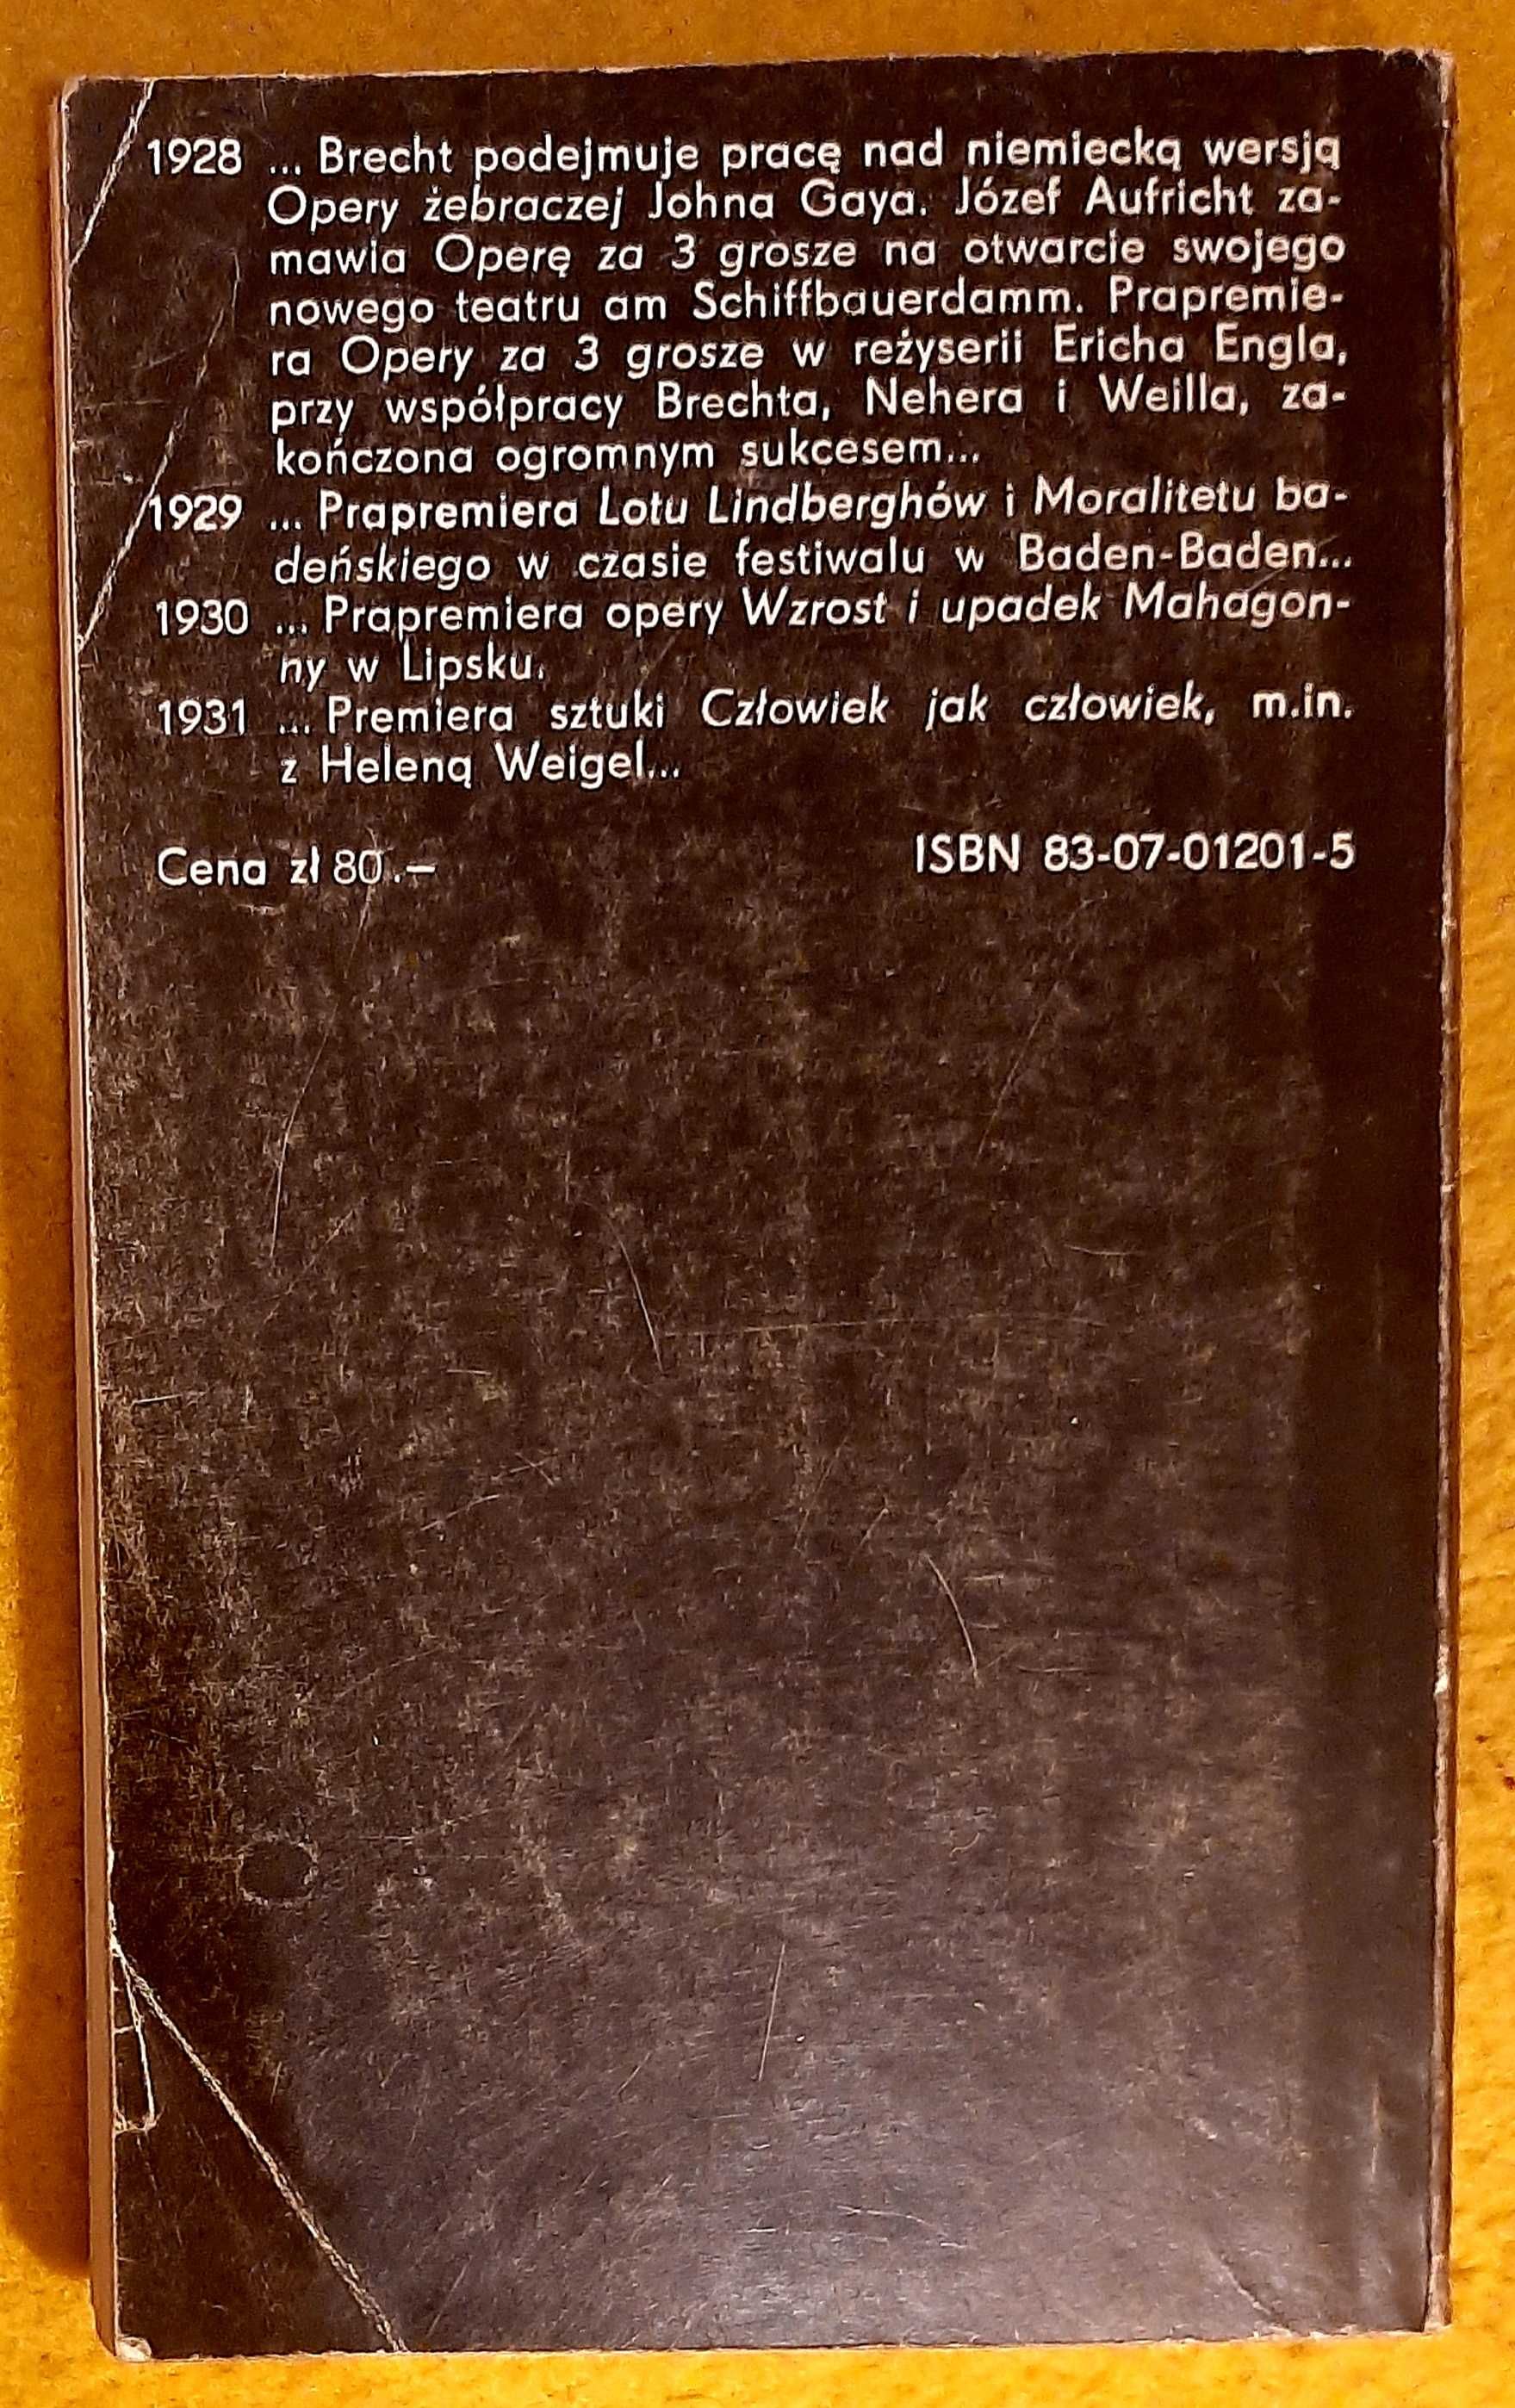 1928 ... Brecht podejmuje pracę nad niemiecką wersją
Opery żebraczej Johna Gaya. Józef Aufricht za-
mawia Operę za 3 grosze na otwarcie swojego
nowego teatru am Schiffbauerdamm. Prapremie-
ra Opery za 3 grosze w reżyserii Ericha Engla,
przy współpracy Brechta, Nehera i Weilla, za-
kończona ogromnym sukcesem...
1929 ... Prapremiera Lotu Lindberghów i Moralitetu ba-
deńskiego w czasie festiwalu w Baden-Baden...
1930 ... Prapremiera opery Wzrost i upadek Mahagon-
ny w Lipsku.
1931 ... Premiera sztuki Człowiek jak człowiek, m.in.
z Heleną Weigel...
Cena zł 80.—
ISBN 83-07-01201-5